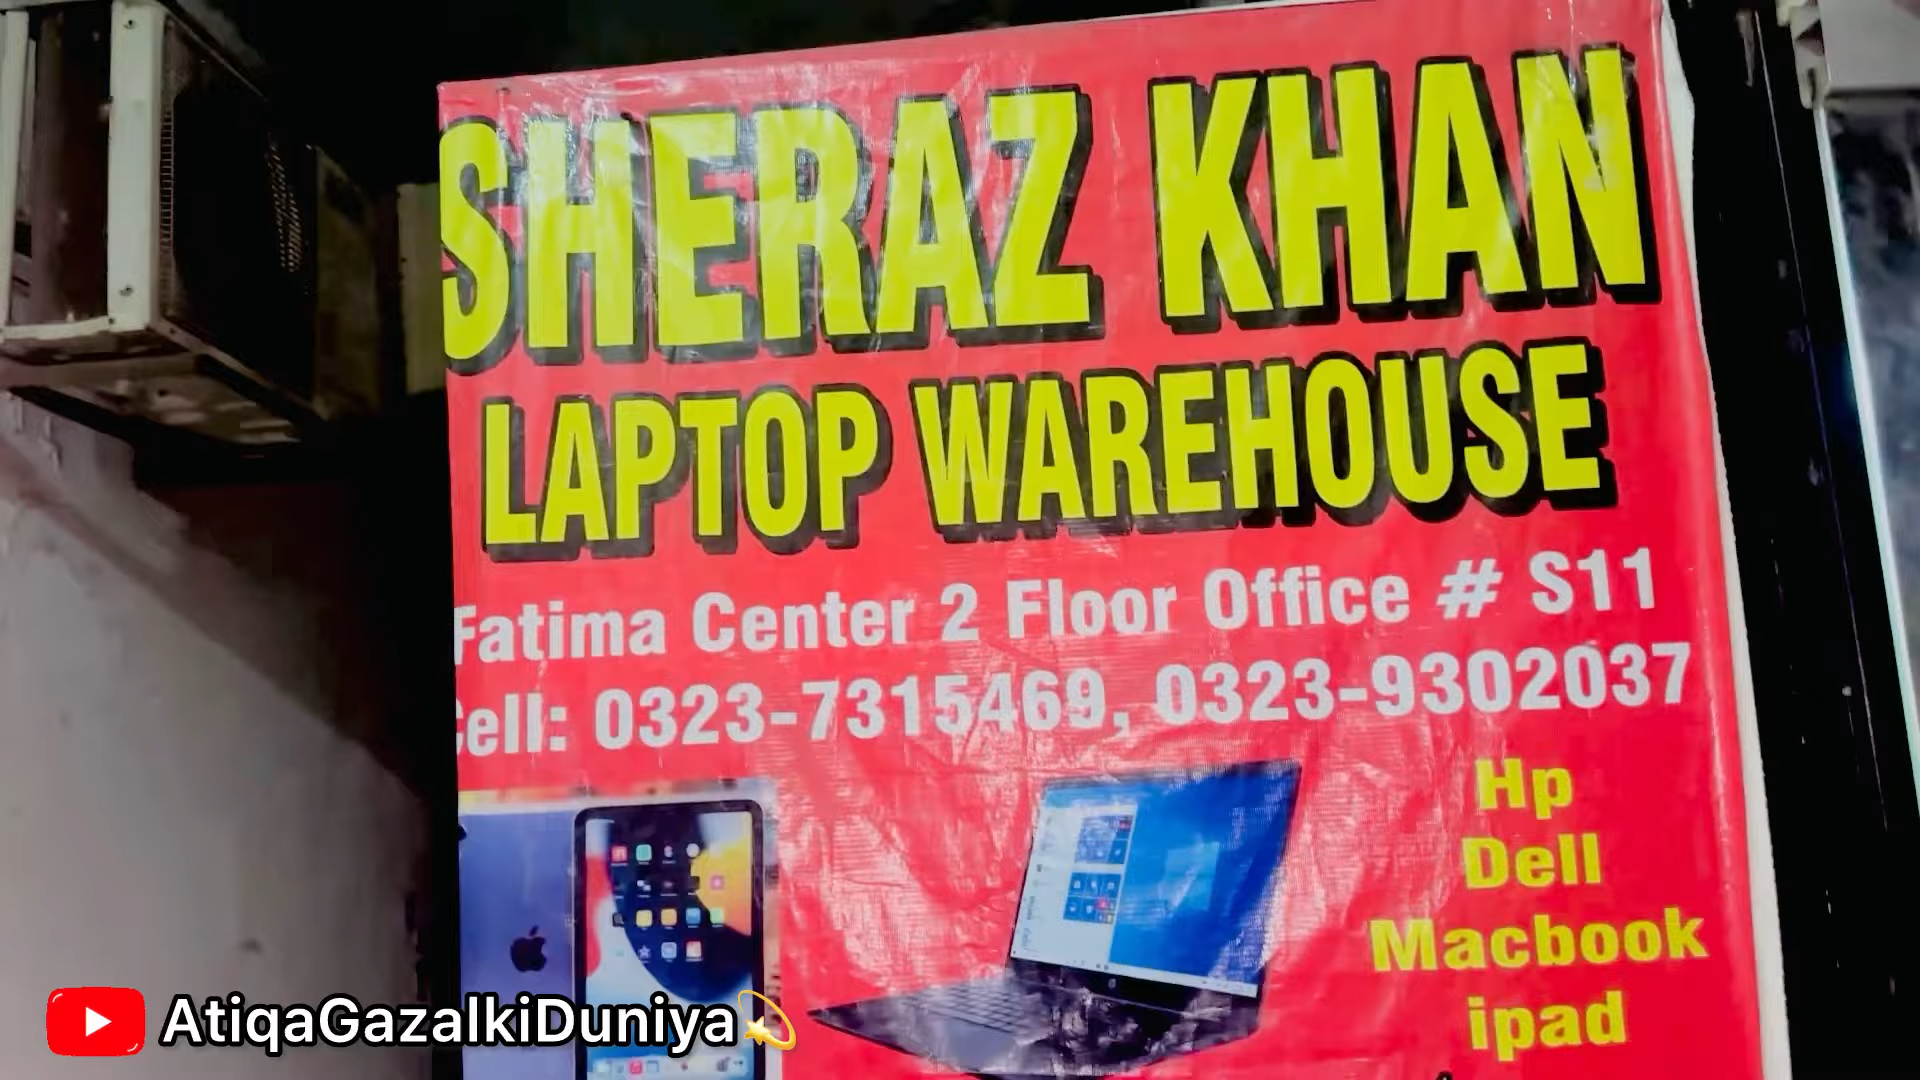 SHERAZ KHAN
LAPTOP WAREHOUSE
Fatima Center 2 Floor Office # S11
Cell: 0323-7315469, 0323-9302037
Hp
Dell
Macbook
ipad
AtiqaGazalkiDuniya💫